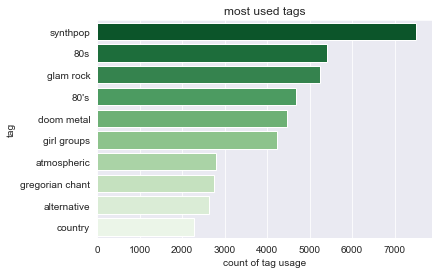 most used tags
synthpop
80s
glam rock
80's
doom metal
girl groups
atmospheric
gregorian chant
alternative
country
tag
0 1000 2000 3000 4000 5000 6000 7000
count of tag usage